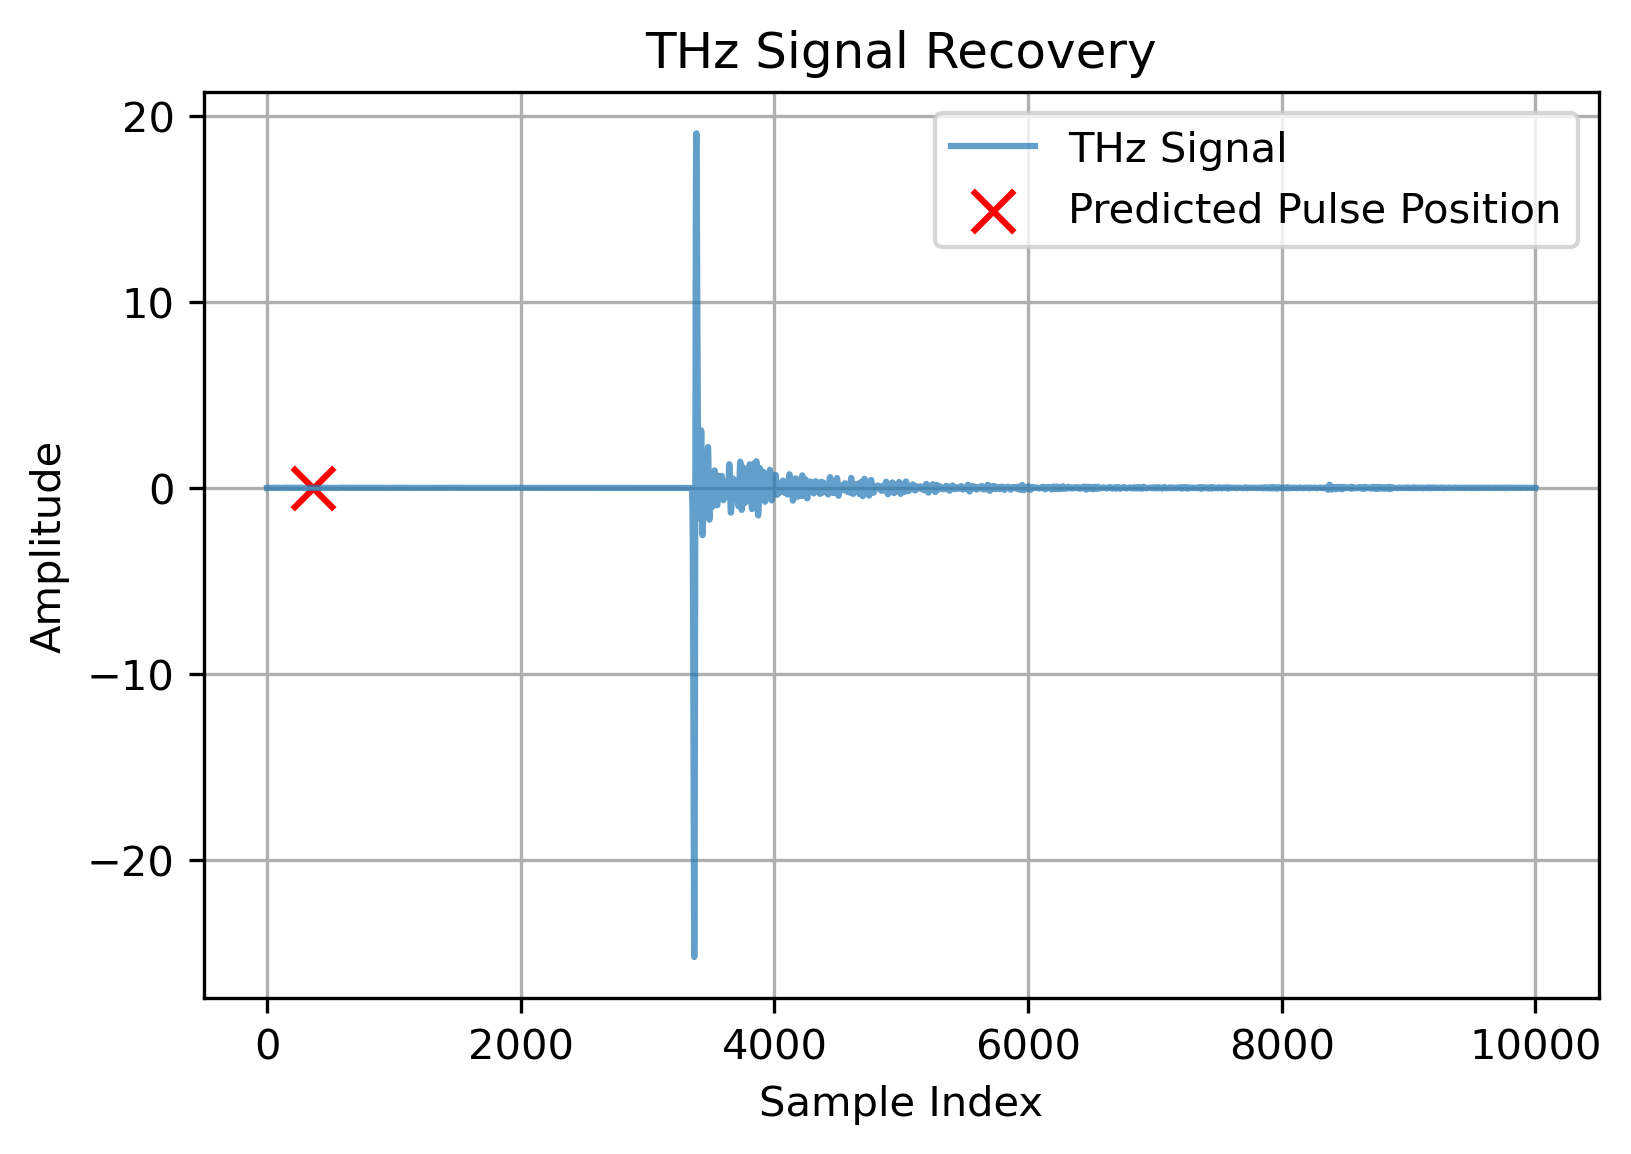 THz Signal Recovery
THz Signal
Predicted Pulse Position
Amplitude
20
10
0
−10
−20
0 2000 4000 6000 8000 10000
Sample Index